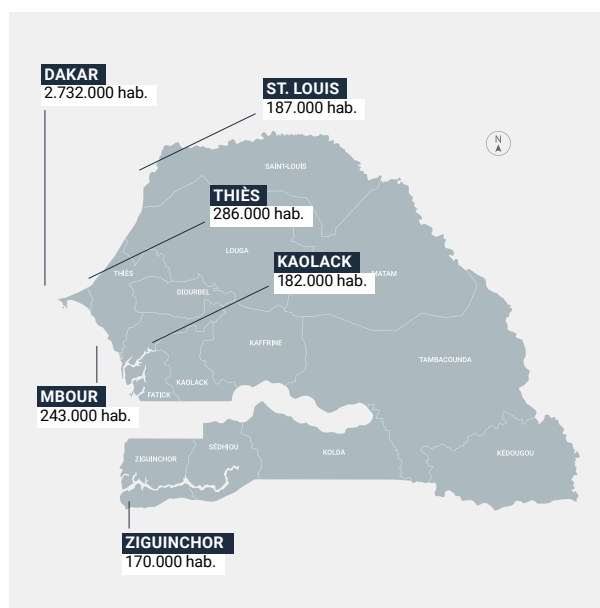 DAKAR
2.732.000 hab.
ST. LOUIS
187.000 hab.
N
SAINT-LOUIS
THIÈS
286.000 hab.
LOUGA
KAOLACK
182.000 hab.
MATAM
THIÈS
DIOURBEL
KAFFRINE
TAMBACOUNDA
KAOLACK
FATICK
MBOUR
243.000 hab.
SÉDHIOU
ZIGUINCHOR
KOLDA
KÉDOUGOU
ZIGUINCHOR
170.000 hab.